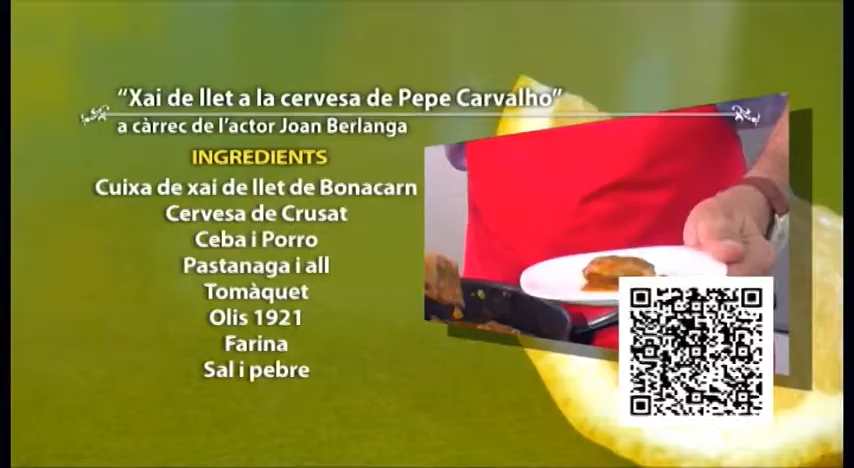 “Xai de llet a la cervesa de Pepe Carvalho”
a càrrec de l’actor Joan Berlanga
INGREDIENTS
Cuixa de xai de llet de Bonacarn
Cervesa de Crusat
Ceba i Porro
Pastanaga i all
Tomàquet
Olis 1921
Farina
Sal i pebre